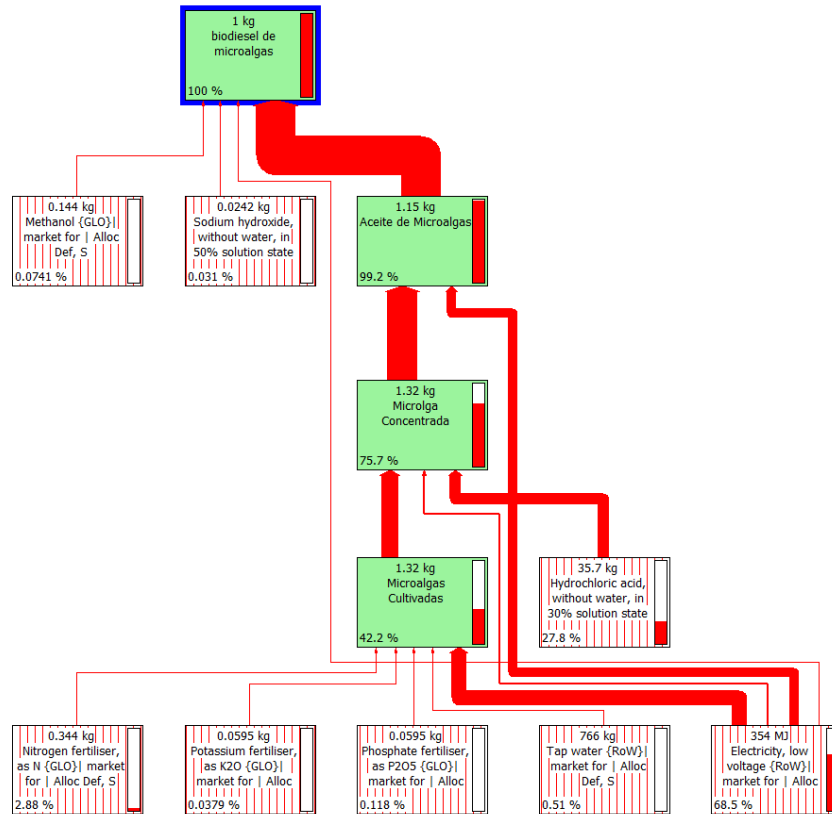 1 kg
biodiesel de
microalgas
100 %
0.144 kg
Methanol {GLO}|
market for | Alloc
Def, S
0.0741 %
0.0242 kg
Sodium hydroxide,
without water, in
50% solution state
0.031 %
1.15 kg
Aceite de Microalgas
99.2 %
1.32 kg
Microlga
Concentrada
75.7 %
1.32 kg
Microalgas
Cultivadas
42.2 %
35.7 kg
Hydrochloric acid,
without water, in
30% solution state
27.8 %
0.344 kg
Nitrogen fertiliser,
as N {GLO}| market
for | Alloc Def, S
2.88 %
0.0595 kg
Potassium fertiliser,
as K2O {GLO}|
market for | Alloc
0.0379 %
0.0595 kg
Phosphate fertiliser,
as P2O5 {GLO}|
market for | Alloc
0.118 %
766 kg
Tap water {RoW}|
market for | Alloc
Def, S
0.51 %
354 MJ
Electricity, low
voltage {RoW}|
market for | Alloc
68.5 %